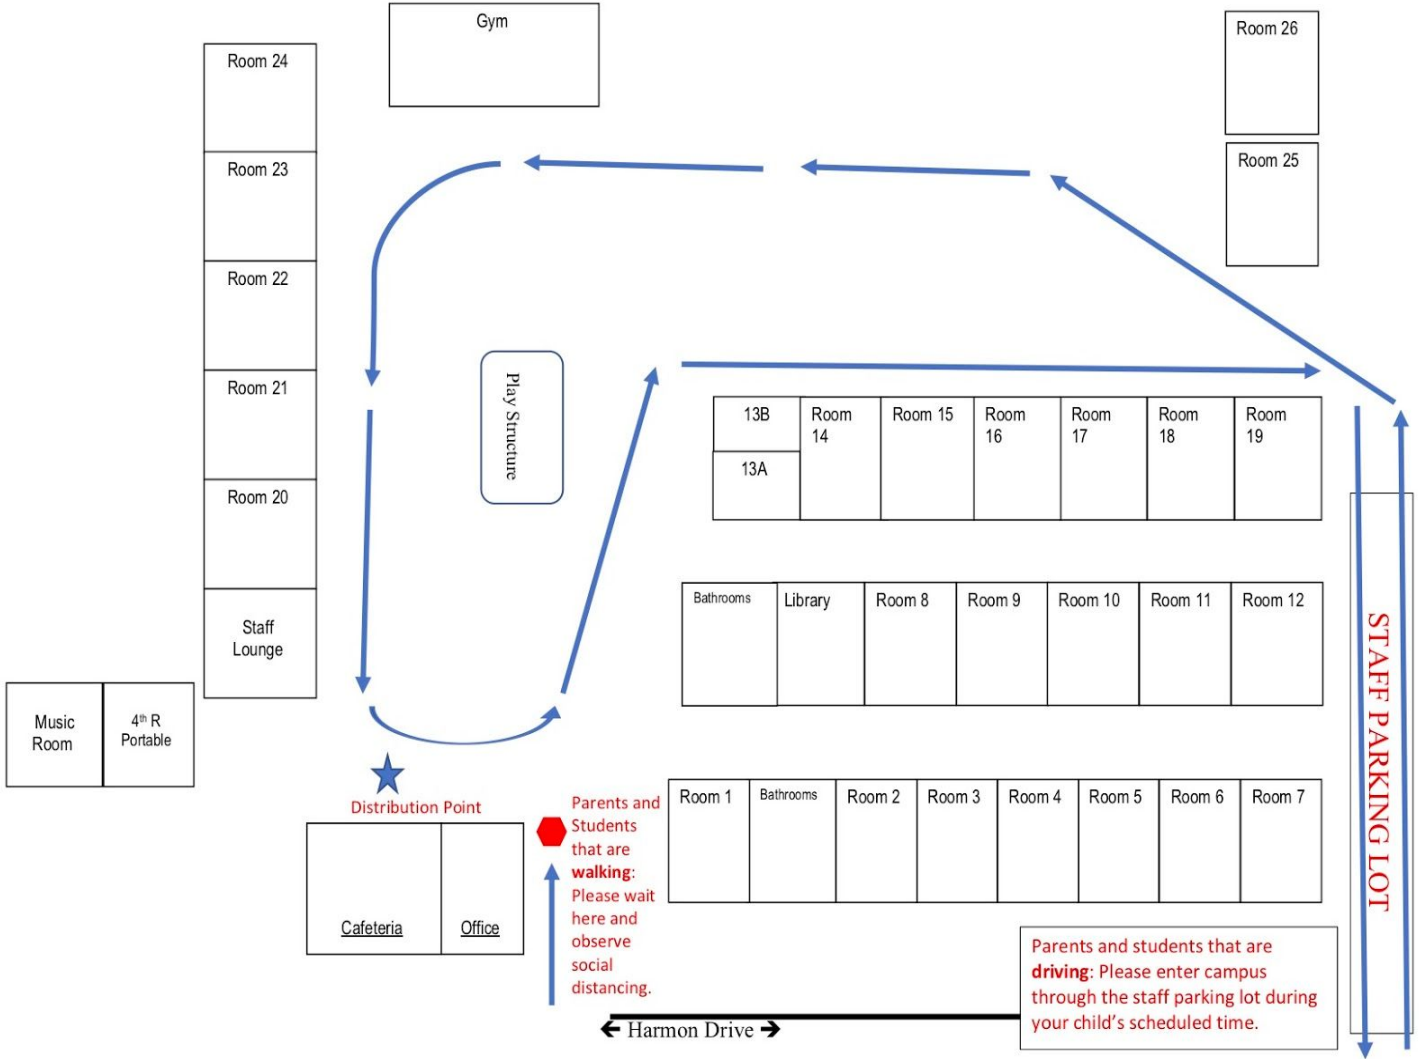 Gym
Room 26
Room 24
Room 25
Room 23
Room 22
Room 21
Play Structure
13B
13A
Room
14
Room 15
Room
16
Room
17
Room
18
Room
19
Room 20
Bathrooms
Library
Room 8
Room 9
Room 10
Room 11
Room 12
Staff
Lounge
STAFF PARKING LOT
Music
Room
4th R
Portable
Distribution Point
Room 1
Bathrooms
Room 2
Room 3
Room 4
Room 5
Room 6
Room 7
Parents and
Students
that are
walking:
Please wait
here and
observe
social
distancing.
Cafeteria
Office
Parents and students that are
driving: Please enter campus
through the staff parking lot during
your child’s scheduled time.
Harmon Drive